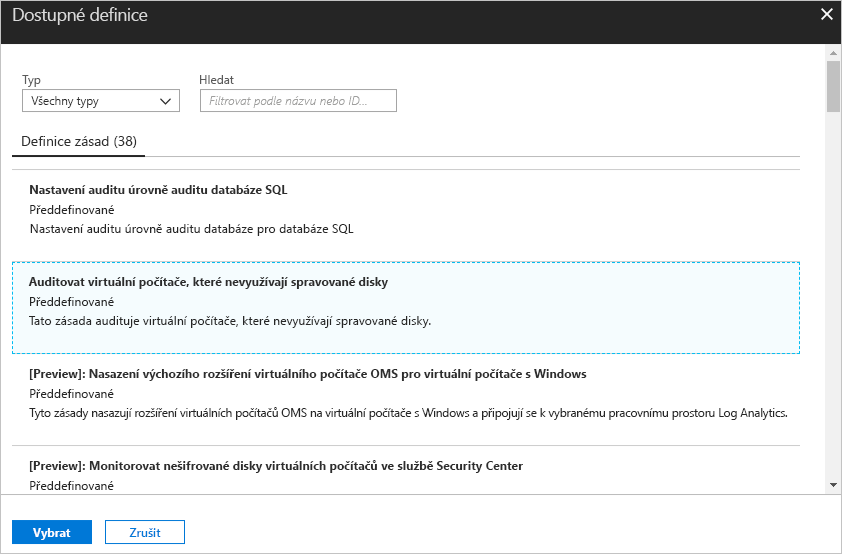 Dostupné definice
Typ
Hledat
Všechny typy
Filtrovat podle názvu nebo ID...
Definice zásad (38)
Nastavení auditu úrovně auditu databáze SQL
Předdefinované
Nastavení auditu úrovně auditu databáze pro databáze SQL
Auditovat virtuální počítače, které nevyužívají spravované disky
Předdefinované
Tato zásada audituje virtuální počítače, které nevyužívají spravované disky.
[Preview]: Nasazení výchozího rozšíření virtuálního počítače OMS pro virtuální počítače s Windows
Předdefinované
Tyto zásady nasazují rozšíření virtuálních počítačů OMS na virtuální počítače s Windows a připojují se k vybranému pracovnímu prostoru Log Analytics.
[Preview]: Monitorovat nešifrované disky virtuálních počítačů ve službě Security Center
Předdefinované
Vybrat
Zrušit